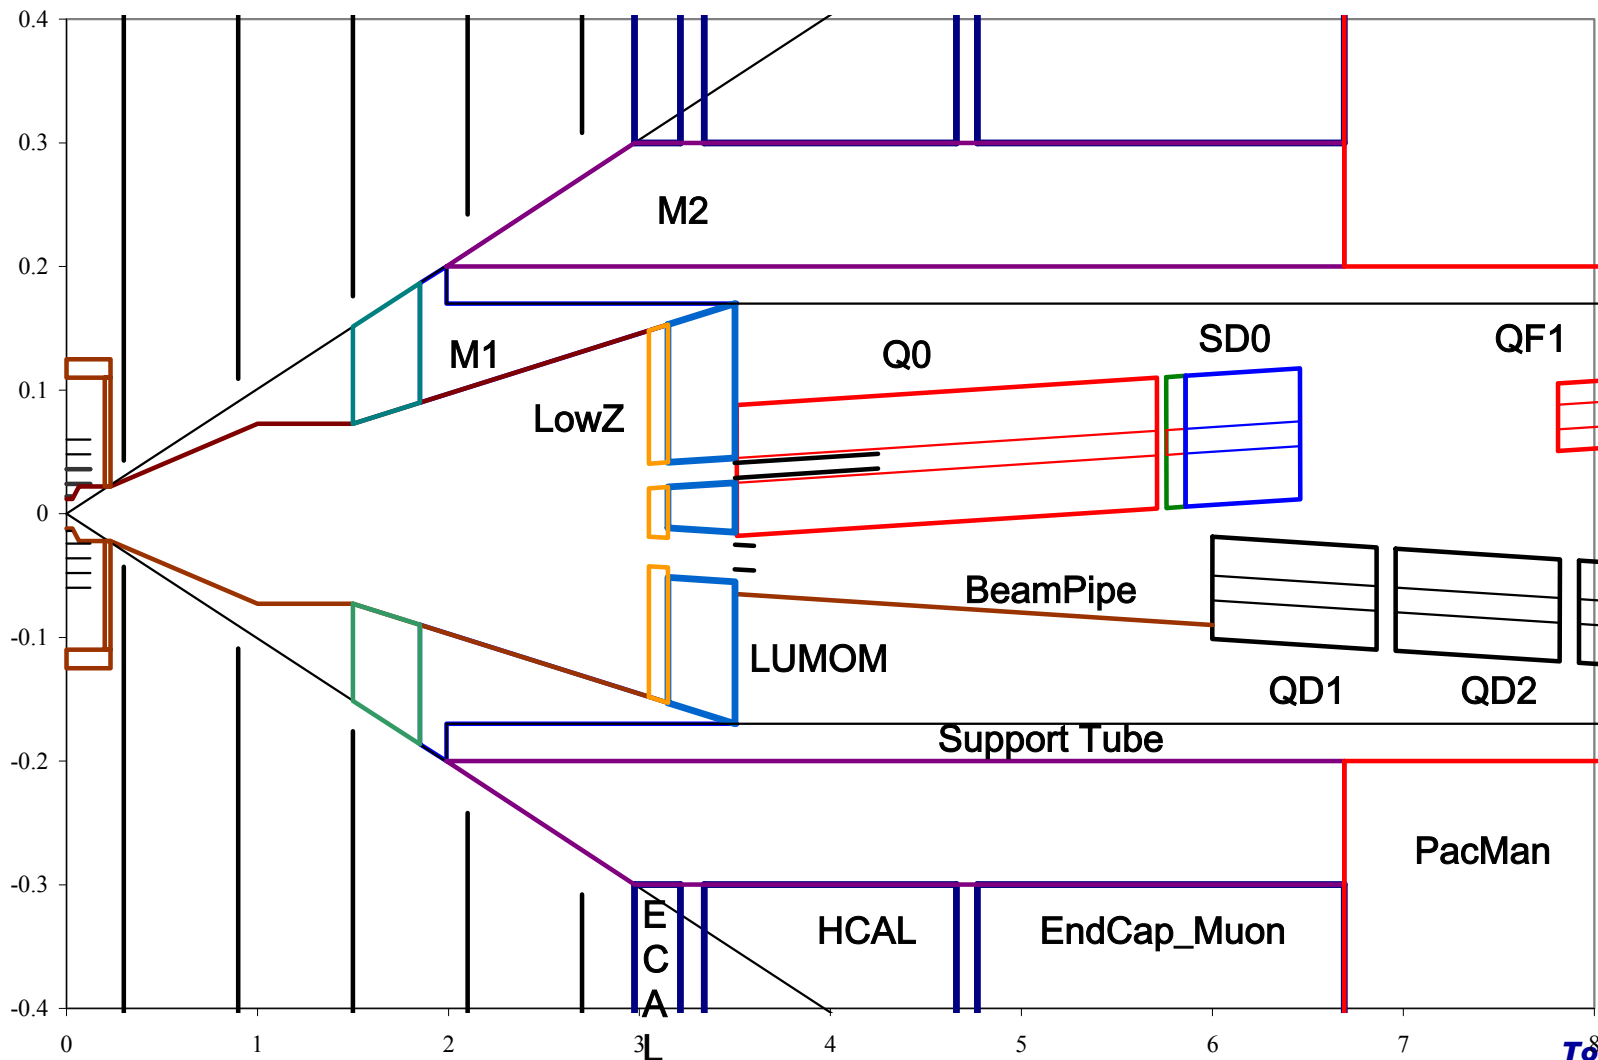 0.4
0.3
M2
0.2
SD0
QF1
M1
Q0
0.1
LowZ
0
BeamPipe
-0.1
LUMOM
QD1
QD2
Support Tube
-0.2
PacMan
-0.3
E
C
A
L
HCAL
EndCap_Muon
-0.4
0 1 2 3 4 5 6 7 8
To